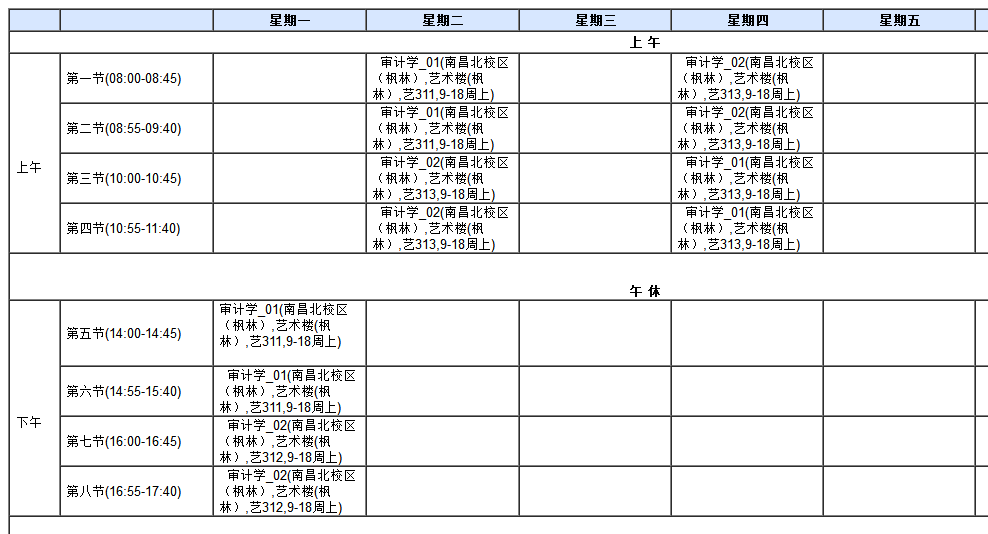 星期一 星期二 星期三 星期四 星期五
上 午
上午
第一节(08:00-08:45)
审计学_01(南昌北校区
（枫林）,艺术楼(枫
林）,艺311,9-18周上)
审计学_02(南昌北校区
（枫林）,艺术楼(枫
林）,艺313,9-18周上)
第二节(08:55-09:40)
审计学_01(南昌北校区
（枫林）,艺术楼(枫
林）,艺311,9-18周上)
审计学_02(南昌北校区
（枫林）,艺术楼(枫
林）,艺313,9-18周上)
第三节(10:00-10:45)
审计学_02(南昌北校区
（枫林）,艺术楼(枫
林）,艺313,9-18周上)
审计学_01(南昌北校区
（枫林）,艺术楼(枫
林）,艺313,9-18周上)
第四节(10:55-11:40)
审计学_02(南昌北校区
（枫林）,艺术楼(枫
林）,艺313,9-18周上)
审计学_01(南昌北校区
（枫林）,艺术楼(枫
林）,艺313,9-18周上)
午 休
下午
第五节(14:00-14:45)
审计学_01(南昌北校区
（枫林）,艺术楼(枫
林）,艺311,9-18周上)
第六节(14:55-15:40)
审计学_01(南昌北校区
（枫林）,艺术楼(枫
林）,艺311,9-18周上)
第七节(16:00-16:45)
审计学_02(南昌北校区
（枫林）,艺术楼(枫
林）,艺312,9-18周上)
第八节(16:55-17:40)
审计学_02(南昌北校区
（枫林）,艺术楼(枫
林）,艺312,9-18周上)